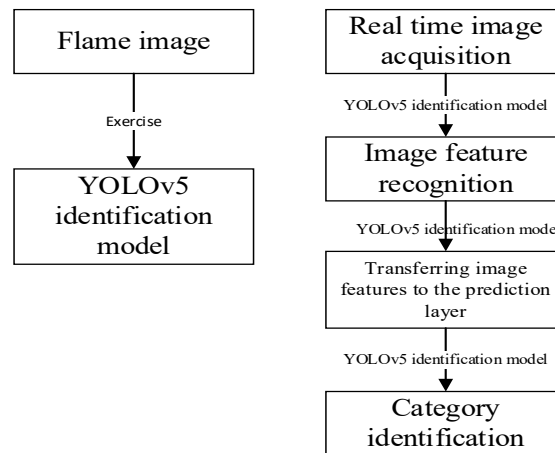 Flame image
Exercise
YOLOv5
identification
model
Real time image
acquisition
YOLOv5 identification model
Image feature
recognition
YOLOv5 identification mode
Transferring image
features to the prediction
layer
YOLOv5 identification model
Category
identification